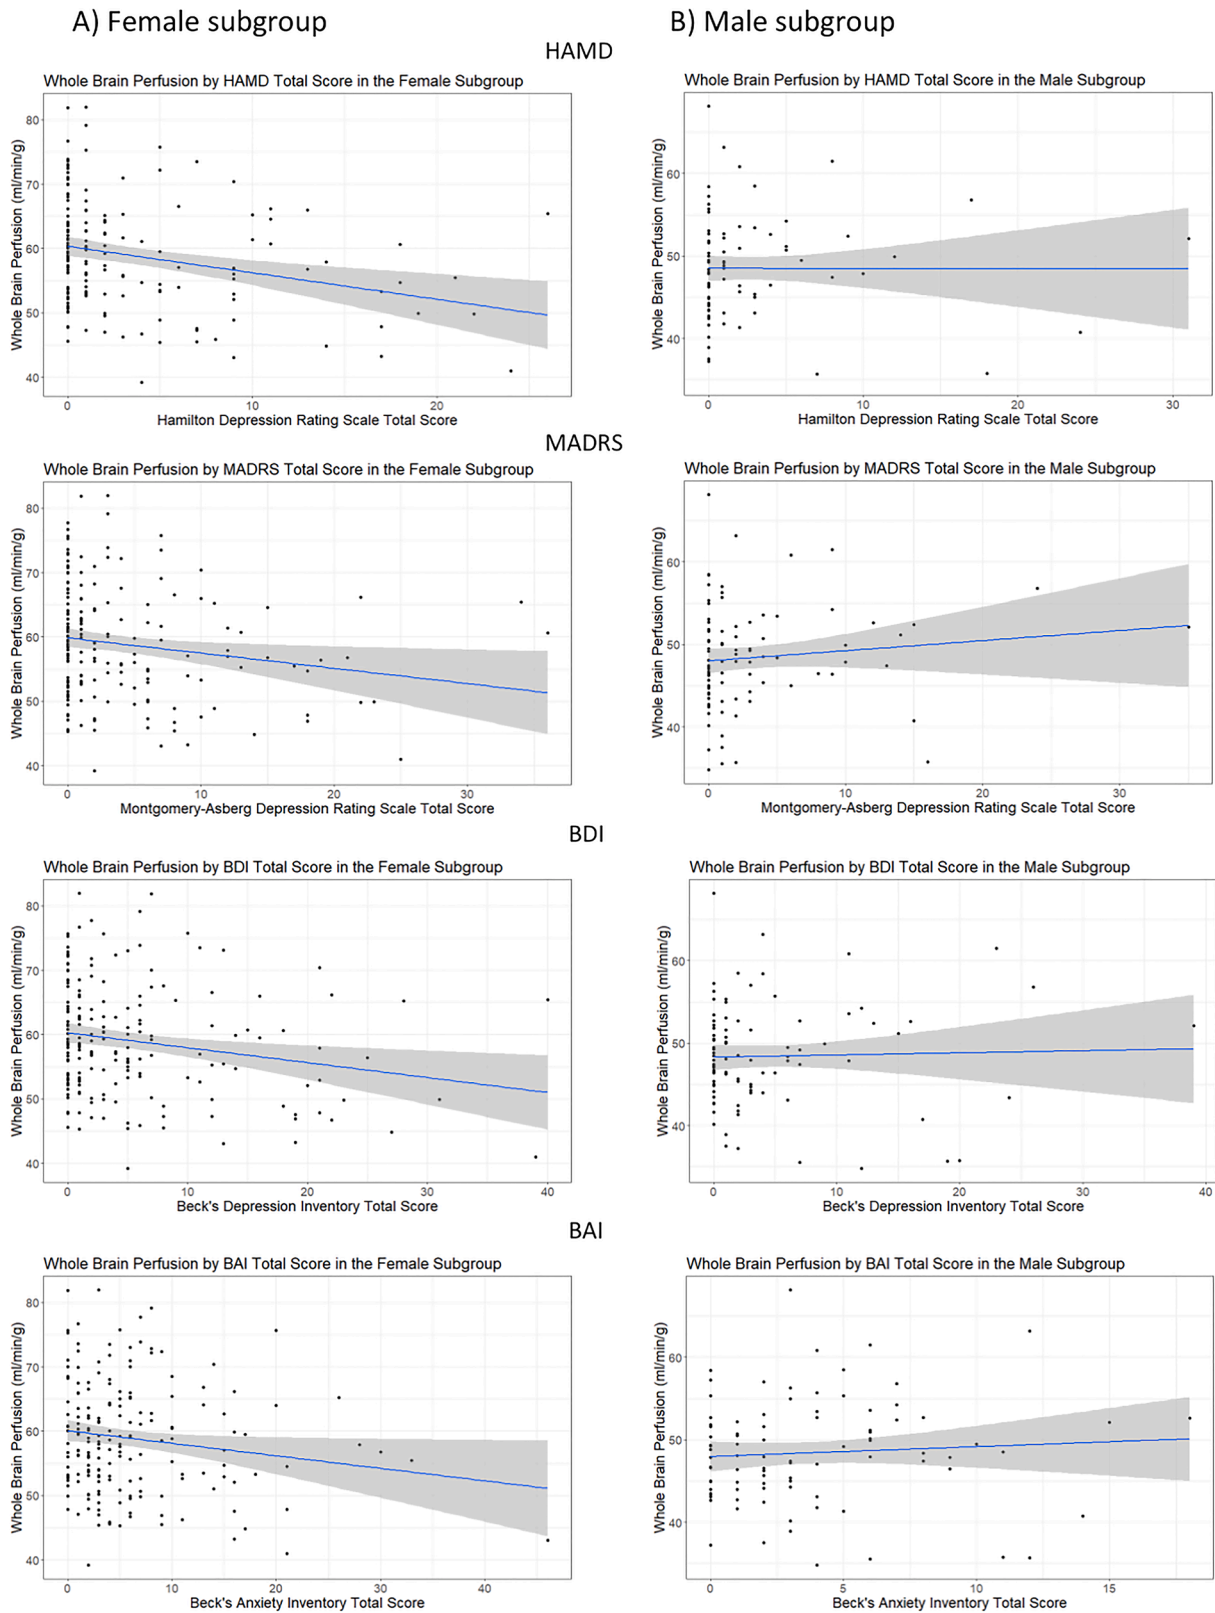 A) Female subgroup
B) Male subgroup
HAMD
Whole Brain Perfusion by HAMD Total Score in the Female Subgroup
Whole Brain Perfusion (ml/min/g)
80
70
60
50
40
0 10 20
Hamilton Depression Rating Scale Total Score
Whole Brain Perfusion by HAMD Total Score in the Male Subgroup
Whole Brain Perfusion (ml/min/g)
60
50
40
0 10 20 30
Hamilton Depression Rating Scale Total Score
MADRS
Whole Brain Perfusion by MADRS Total Score in the Female Subgroup
Whole Brain Perfusion (ml/min/g)
80
70
60
50
40
0 10 20 30
Montgomery-Asberg Depression Rating Scale Total Score
Whole Brain Perfusion by MADRS Total Score in the Male Subgroup
Whole Brain Perfusion (ml/min/g)
60
50
40
0 10 20 30
Montgomery-Asberg Depression Rating Scale Total Score
BDI
Whole Brain Perfusion by BDI Total Score in the Female Subgroup
Whole Brain Perfusion (ml/min/g)
80
70
60
50
40
0 10 20 30 40
Beck's Depression Inventory Total Score
Whole Brain Perfusion by BDI Total Score in the Male Subgroup
Whole Brain Perfusion (ml/min/g)
60
50
40
0 10 20 30 40
Beck's Depression Inventory Total Score
BAI
Whole Brain Perfusion by BAI Total Score in the Female Subgroup
Whole Brain Perfusion (ml/min/g)
80
70
60
50
40
0 10 20 30 40
Beck's Anxiety Inventory Total Score
Whole Brain Perfusion by BAI Total Score in the Male Subgroup
Whole Brain Perfusion (ml/min/g)
60
50
40
0 5 10 15
Beck's Anxiety Inventory Total Score